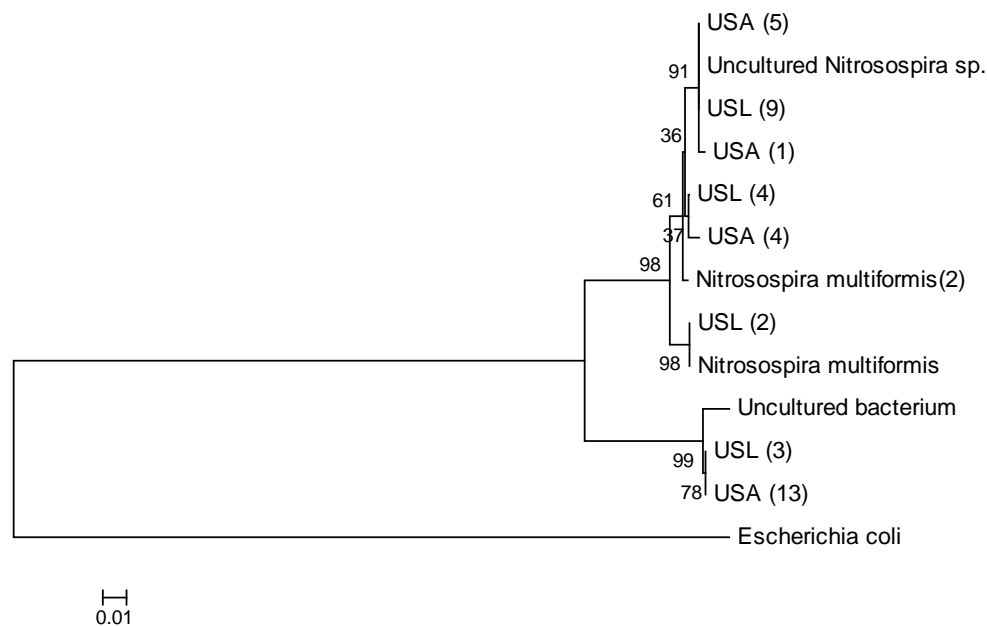 USA (5)
91
Uncultured Nitrosospira sp.
USL (9)
36
USA (1)
USL (4)
61
37
USA (4)
98
Nitrosospira multiformis(2)
USL (2)
98
Nitrosospira multiformis
Uncultured bacterium
USL (3)
99
78
USA (13)
Escherichia coli
0.01